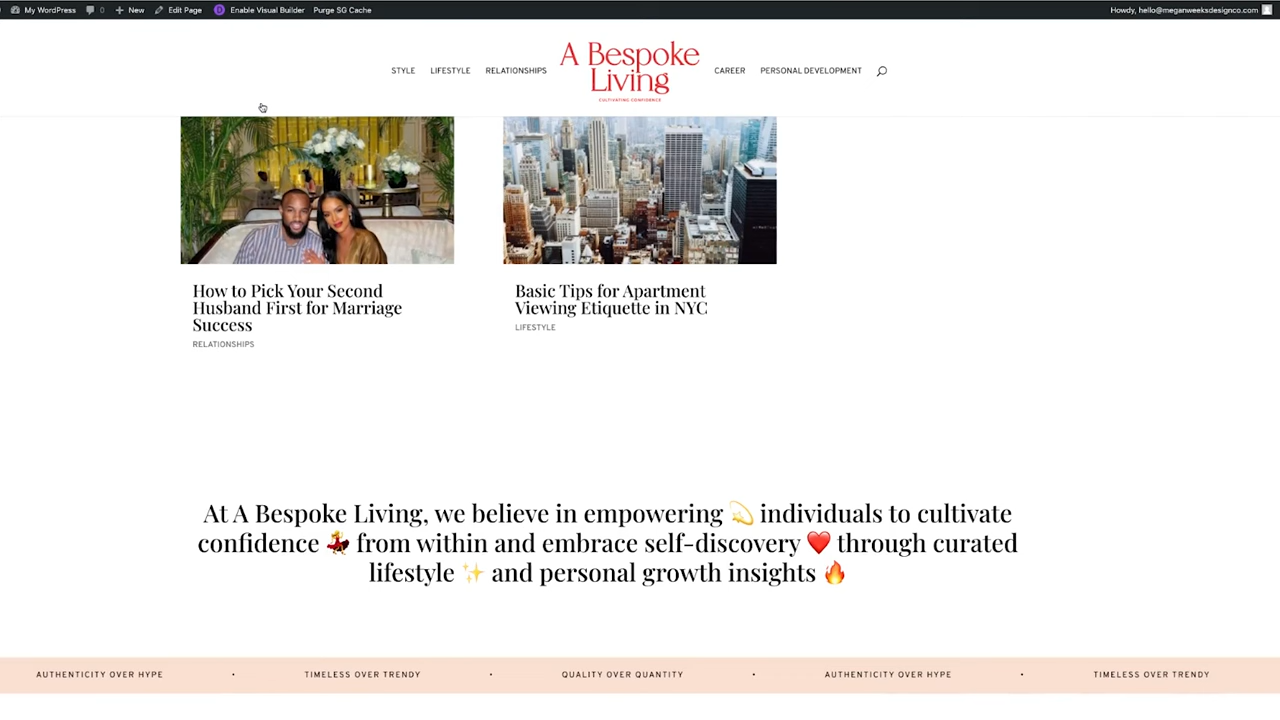 My WordPress 0 New Edit Page Enable Visual Builder Purge SG Cache Howdy, hello@meganweeksdesignco.com
STYLE LIFESTYLE RELATIONSHIPS A Bespoke Living CAREER PERSONAL DEVELOPMENT
CULTIVATING CONFIDENCE
How to Pick Your Second
Husband First for Marriage
Success
RELATIONSHIPS
Basic Tips for Apartment
Viewing Etiquette in NYC
LIFESTYLE
At A Bespoke Living, we believe in empowering 💫 individuals to cultivate
confidence 💃 from within and embrace self-discovery ❤️ through curated
lifestyle ✨ and personal growth insights 🔥
AUTHENTICITY OVER HYPE • TIMELESS OVER TRENDY • QUALITY OVER QUANTITY • AUTHENTICITY OVER HYPE • TIMELESS OVER TRENDY